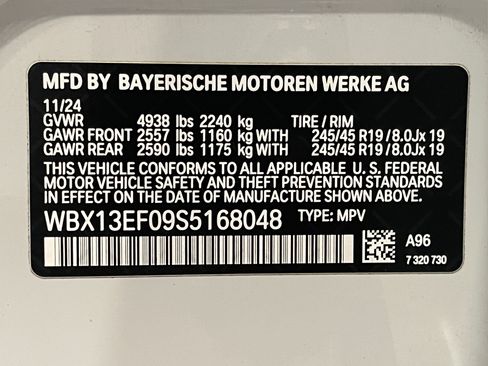 MFD BY BAYERISCHE MOTOREN WERKE AG
11/24
GVWR 4938 lbs 2240 kg TIRE / RIM
GAWR FRONT 2557 lbs 1160 kg WITH 245/45 R19 / 8.0Jx 19
GAWR REAR 2590 lbs 1175 kg WITH 245/45 R19 / 8.0Jx 19
THIS VEHICLE CONFORMS TO ALL APPLICABLE U. S. FEDERAL
MOTOR VEHICLE SAFETY AND THEFT PREVENTION STANDARDS
IN EFFECT ON THE DATE OF MANUFACTURE SHOWN ABOVE.
WBX13EF09S5168048 TYPE: MPV
A96
7 320 730